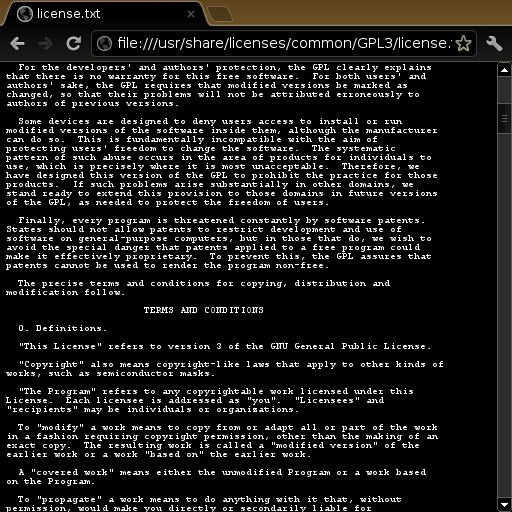 license.txt
file:///usr/share/licenses/common/GPL3/license.
For the developers' and authors' protection, the GPL clearly explains
that there is no warranty for this free software.  For both users' and
authors' sake, the GPL requires that modified versions be marked as
changed, so that their problems will not be attributed erroneously to
authors of previous versions.
Some devices are designed to deny users access to install or run
modified versions of the software inside them, although the manufacturer
can do so.  This is fundamentally incompatible with the aim of
protecting users' freedom to change the software.  The systematic
pattern of such abuse occurs in the area of products for individuals to
use, which is precisely where it is most unacceptable.  Therefore, we
have designed this version of the GPL to prohibit the practice for those
products.  If such problems arise substantially in other domains, we
stand ready to extend this provision to those domains in future versions
of the GPL, as needed to protect the freedom of users.
Finally, every program is threatened constantly by software patents.
States should not allow patents to restrict development and use of
software on general-purpose computers, but in those that do, we wish to
avoid the special danger that patents applied to a free program could
make it effectively proprietary.  To prevent this, the GPL assures that
patents cannot be used to render the program non-free.
The precise terms and conditions for copying, distribution and
modification follow.
TERMS AND CONDITIONS
0. Definitions.
"This License" refers to version 3 of the GNU General Public License.
"Copyright" also means copyright-like laws that apply to other kinds of
works, such as semiconductor masks.
"The Program" refers to any copyrightable work licensed under this
License.  Each licensee is addressed as "you".  "Licensees" and
"recipients" may be individuals or organizations.
To "modify" a work means to copy from or adapt all or part of the work
in a fashion requiring copyright permission, other than the making of an
exact copy.  The resulting work is called a "modified version" of the
earlier work or a work "based on" the earlier work.
A "covered work" means either the unmodified Program or a work based
on the Program.
To "propagate" a work means to do anything with it that, without
permission, would make you directly or secondarily liable for